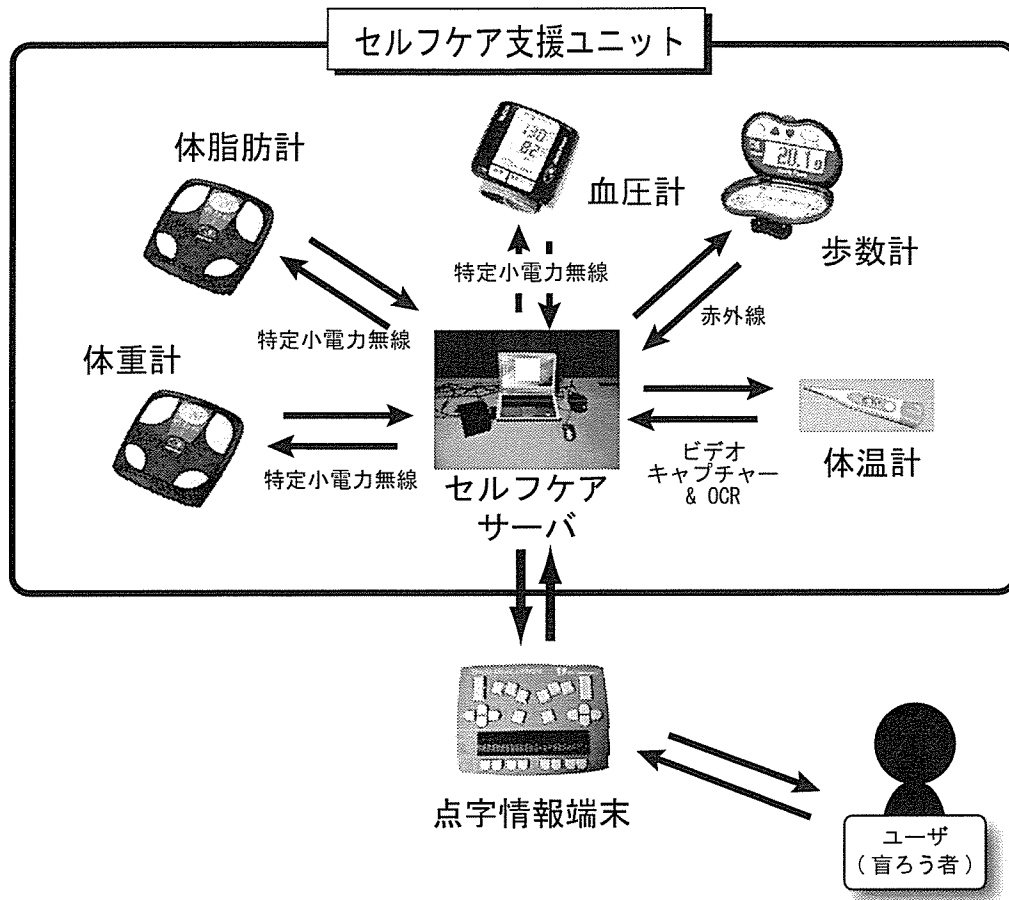 セルフケア支援ユニット
体脂肪計
血圧計
歩数計
特定小電力無線
特定小電力無線
赤外線
体重計
特定小電力無線
ビデオ
キャプチャー
& OCR
体温計
セルフケア
サーバ
点字情報端末
ユーザ
(盲ろう者)